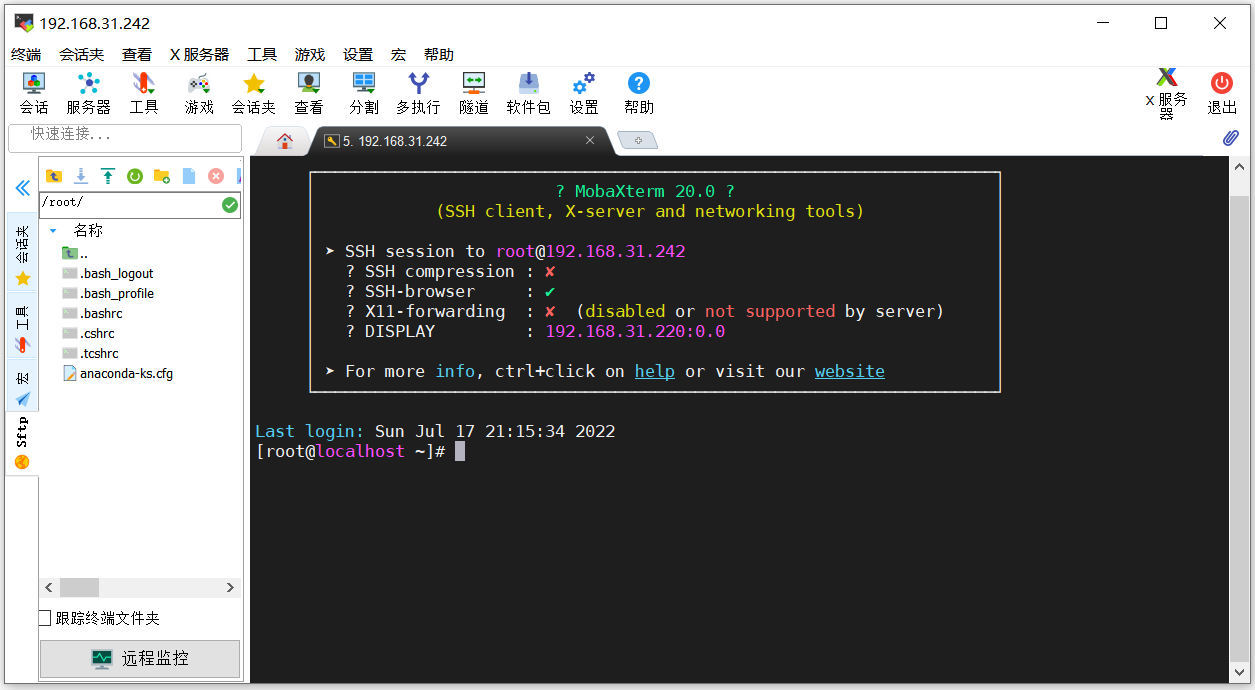 192.168.31.242
终端 会话夹 查看 X 服务器 工具 游戏 设置 宏 帮助
会话 服务器 工具 游戏 会话夹 查看 分割 多执行 隧道 软件包 设置 帮助 X 服务器 退出
快速连接...
5. 192.168.31.242
/root/
名称
..
.bash_logout
.bash_profile
.bashrc
.cshrc
.tcshrc
anaconda-ks.cfg
会话夹
工具
宏
Sftp
跟踪终端文件夹
远程监控
? MobaXterm 20.0 ?
(SSH client, X-server and networking tools)
➤ SSH session to root@192.168.31.242
? SSH compression : ✘
? SSH-browser : ✔
? X11-forwarding : ✘ (disabled or not supported by server)
? DISPLAY : 192.168.31.220:0.0
➤ For more info, ctrl+click on help or visit our website
Last login: Sun Jul 17 21:15:34 2022
[root@localhost ~]#